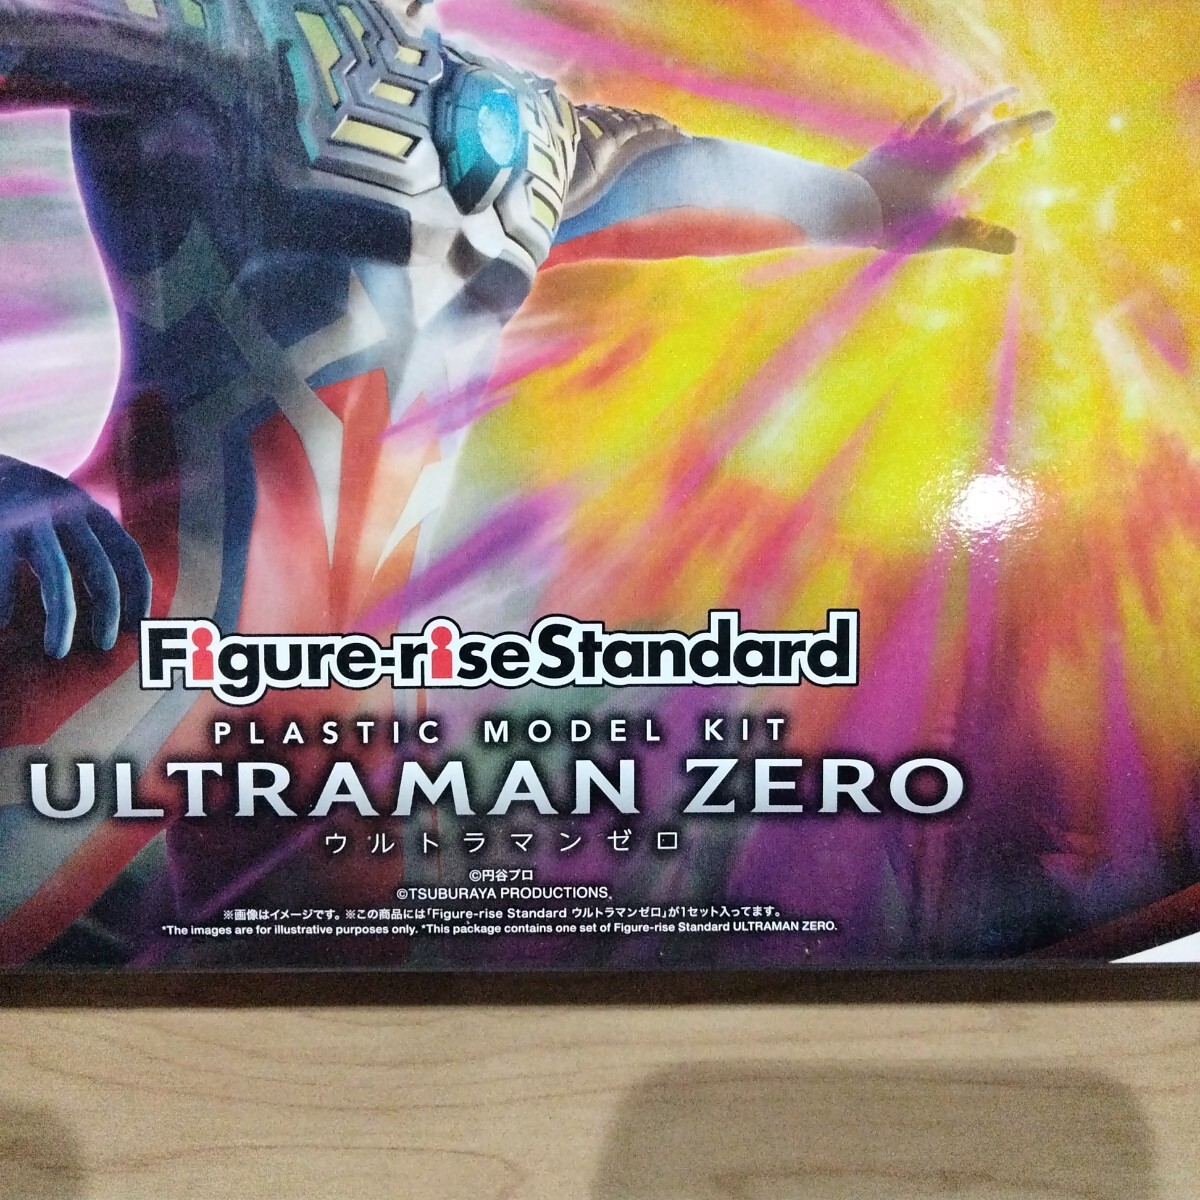 Figure-riseStandard
PLASTIC MODEL KIT
ULTRAMAN ZERO
ウルトラマンゼロ
©円谷プロ
©TSUBURAYA PRODUCTIONS.
※画像はイメージです。※この商品には「Figure-rise Standard ウルトラマンゼロ」が1セット入ってます。
*The images are for illustrative purposes only. *This package contains one set of Figure-rise Standard ULTRAMAN ZERO.